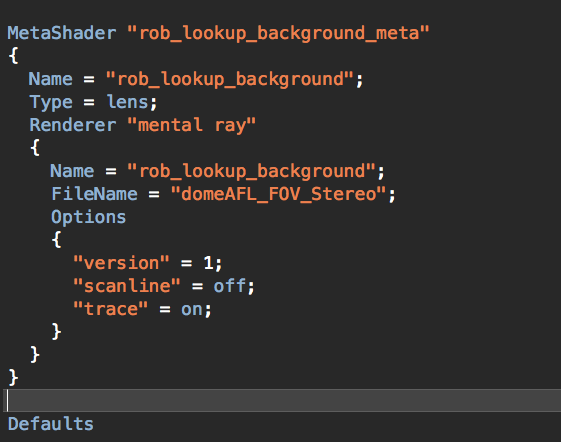 MetaShader "rob_lookup_background_meta"
{
  Name = "rob_lookup_background";
  Type = lens;
  Renderer "mental ray"
  {
    Name = "rob_lookup_background";
    FileName = "domeAFL_FOV_Stereo";
    Options
    {
      "version" = 1;
      "scanline" = off;
      "trace" = on;
    }
  }
}
Defaults